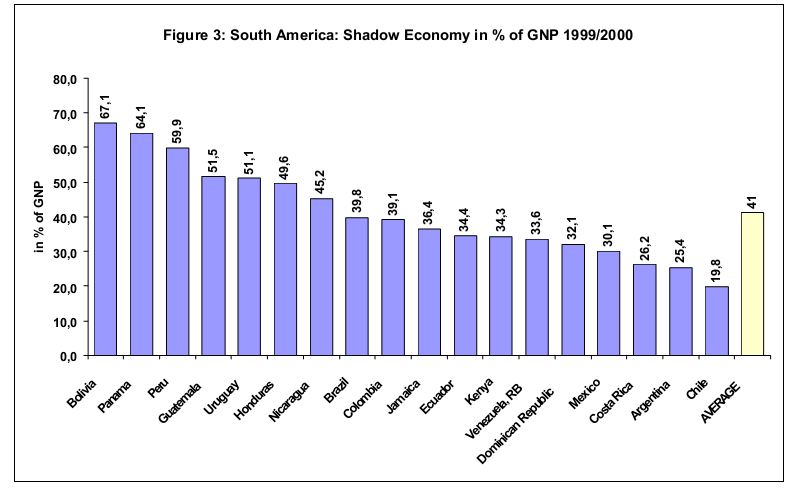 Figure 3: South America: Shadow Economy in % of GNP 1999/2000
in % of GNP
80,0
70,0
60,0
50,0
40,0
30,0
20,0
10,0
0,0
67,1
64,1
59,9
51,5
51,1
49,6
45,2
39,8
39,1
36,4
34,4
34,3
33,6
32,1
30,1
26,2
25,4
19,8
41
Bolivia
Panama
Peru
Guatemala
Uruguay
Honduras
Nicaragua
Brazil
Colombia
Jamaica
Ecuador
Kenya
Venezuela, RB
Dominican Republic
Mexico
Costa Rica
Argentina
Chile
AVERAGE